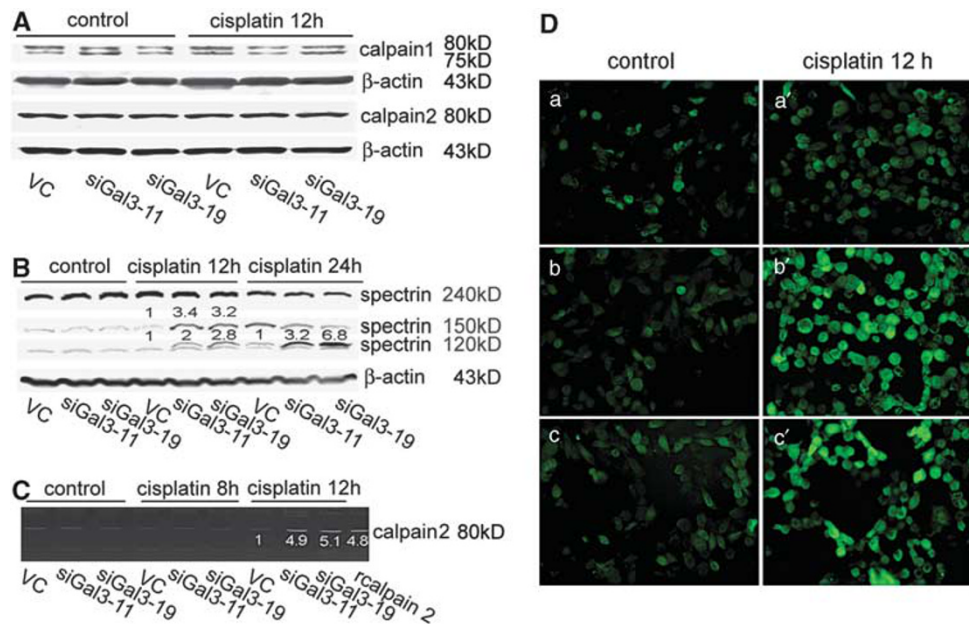 A
control cisplatin 12h
calpain1 80kD
75kD
β-actin 43kD
calpain2 80kD
β-actin 43kD
VC siGal3-11 siGal3-19 VC siGal3-11 siGal3-19
B
control cisplatin 12h cisplatin 24h
spectrin 240kD
1 3.4 3.2
spectrin 150kD
1 2 2.8 1 3.2 6.8
spectrin 120kD
β-actin 43kD
VC siGal3-11 siGal3-19 VC siGal3-11 siGal3-19 VC siGal3-11 siGal3-19
C
control cisplatin 8h cisplatin 12h
calpain2 80kD
1 4.9 5.1 4.8
VC siGal3-11 siGal3-19 VC siGal3-11 siGal3-19 VC siGal3-11 siGal3-19 rcalpain 2
D
control cisplatin 12 h
a a′
b b′
c c′